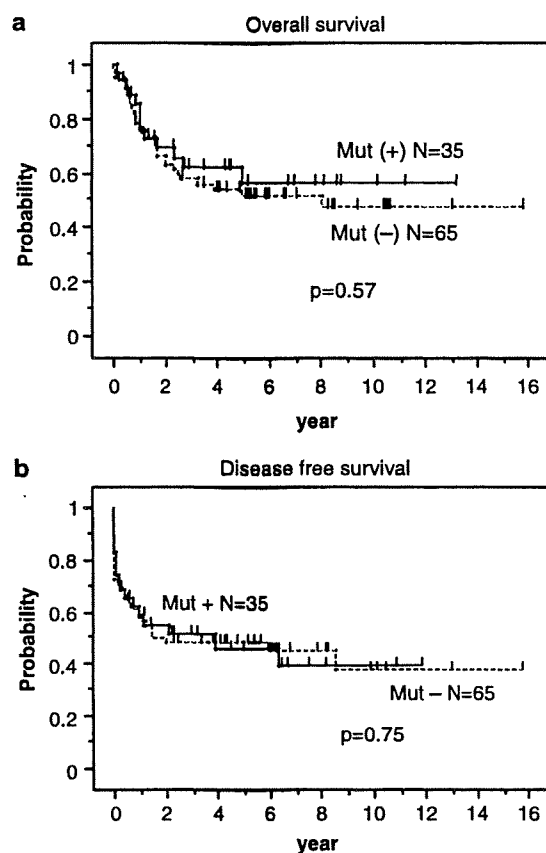 a
Overall survival
1
0.8
0.6
0.4
0.2
0
Probability
Mut (+) N=35
Mut (–) N=65
p=0.57
0 2 4 6 8 10 12 14 16
year
b
Disease free survival
1
0.8
0.6
0.4
0.2
0
Probability
Mut + N=35
Mut – N=65
p=0.75
0 2 4 6 8 10 12 14 16
year